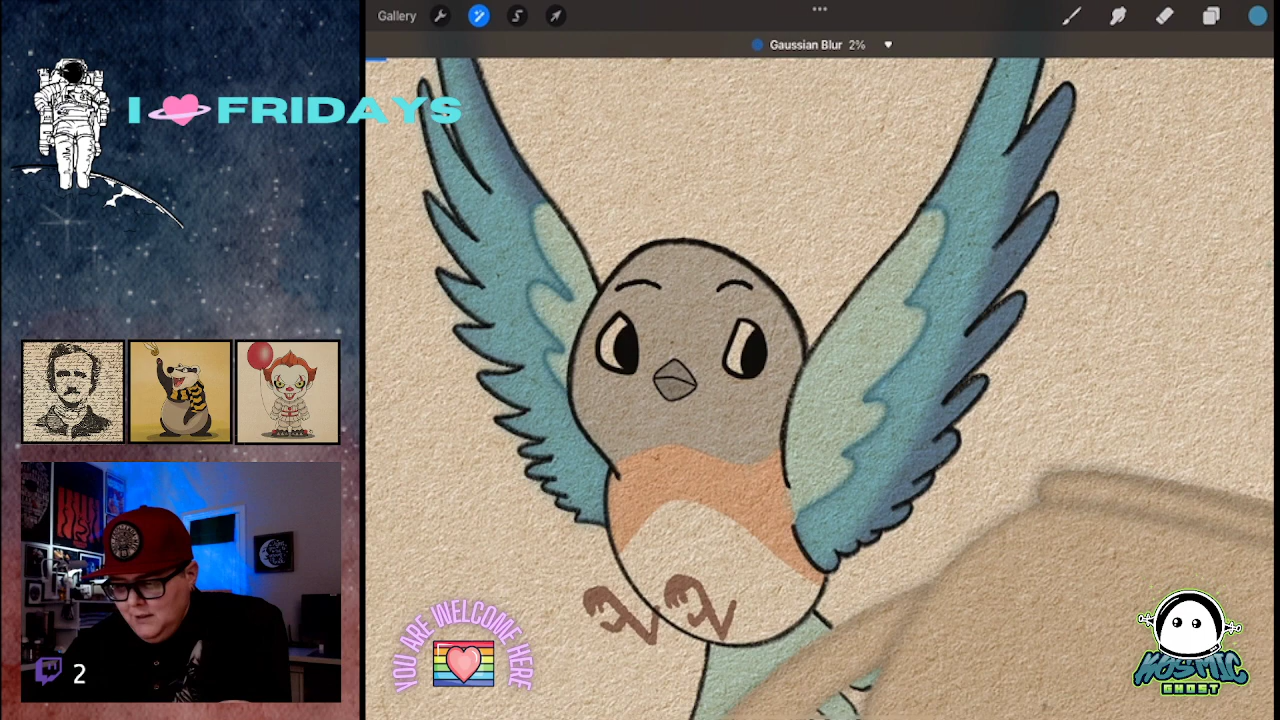 Gallery
Gaussian Blur 2%
I FRIDAYS
YOU ARE WELCOME HERE
2
KOSMIC
GHOST